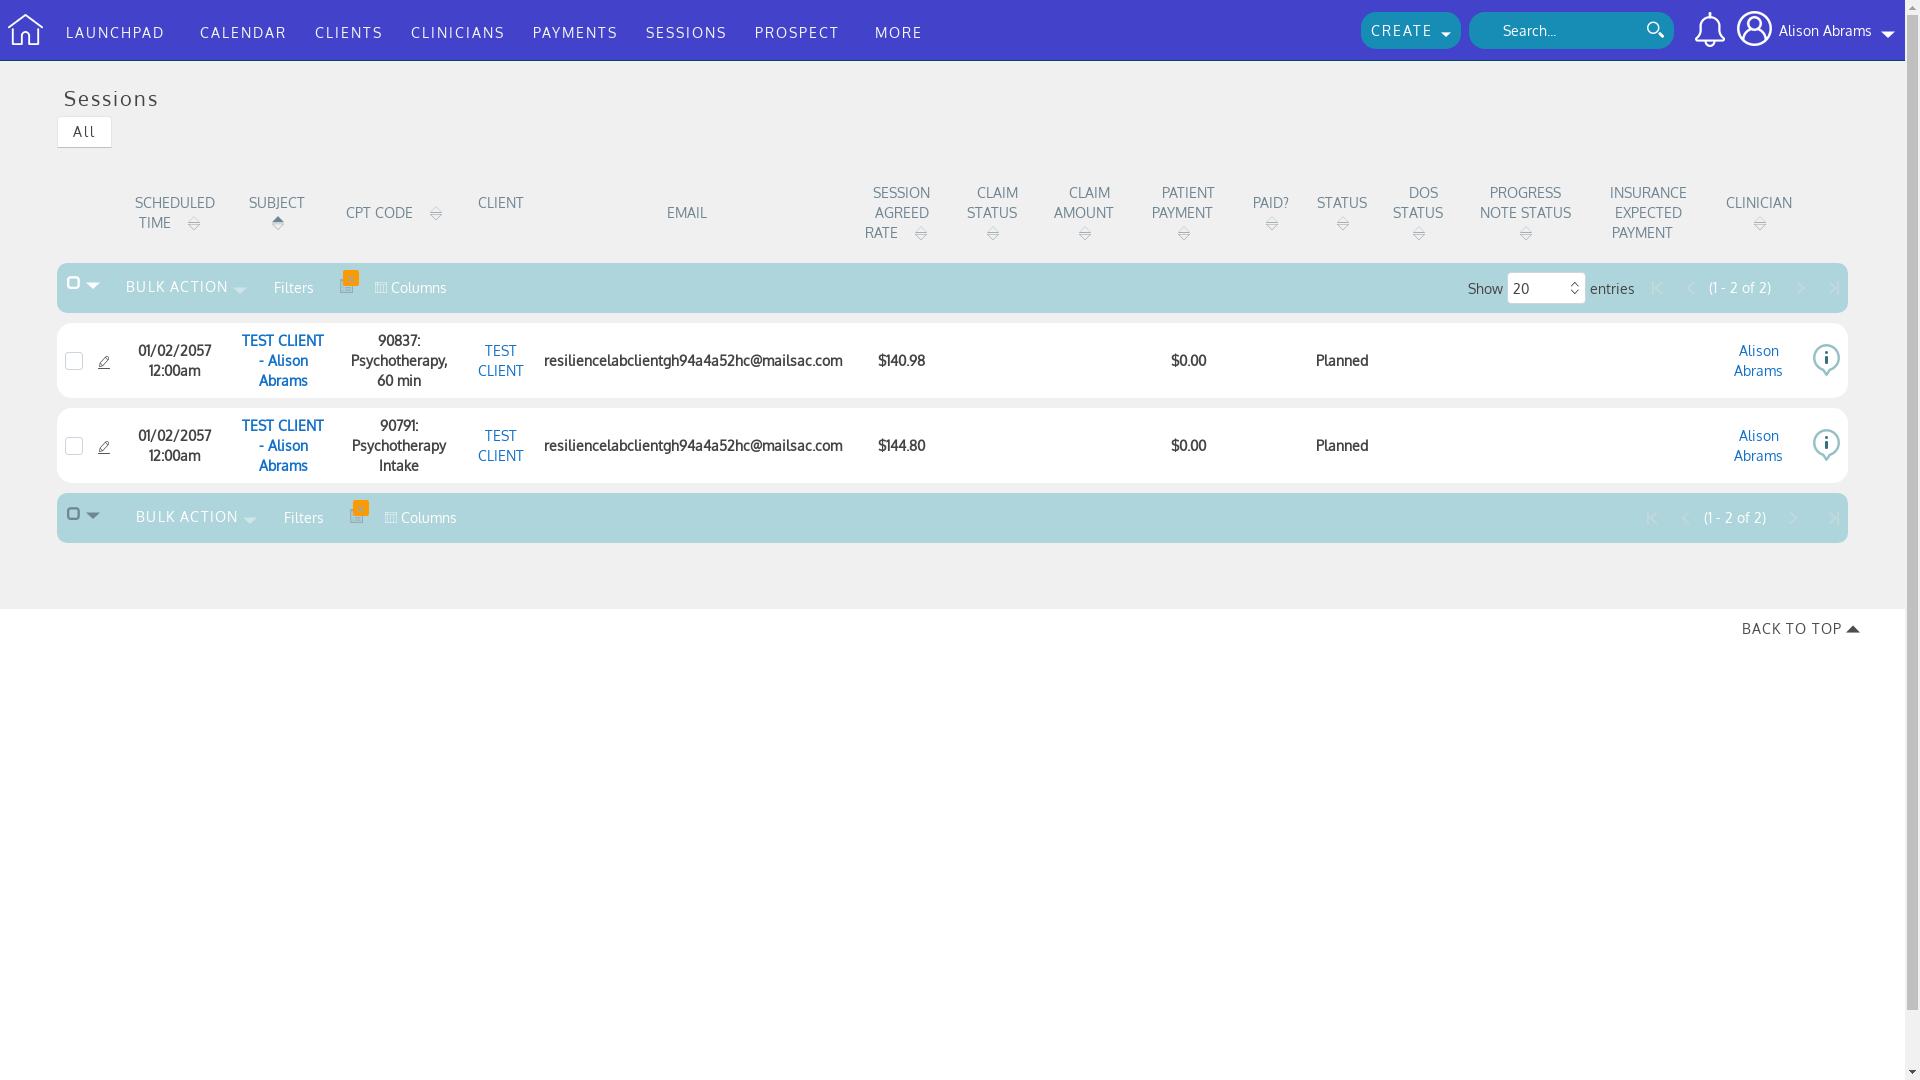 LAUNCHPAD CALENDAR CLIENTS CLINICIANS PAYMENTS SESSIONS PROSPECT MORE CREATE Search... Alison Abrams
Sessions
All
SCHEDULED TIME SUBJECT CPT CODE CLIENT EMAIL SESSION AGREED RATE CLAIM STATUS CLAIM AMOUNT PATIENT PAYMENT PAID? STATUS DOS STATUS PROGRESS NOTE STATUS INSURANCE EXPECTED PAYMENT CLINICIAN
BULK ACTION Filters Columns Show 20 entries (1 - 2 of 2)
01/02/2057 12:00am TEST CLIENT - Alison Abrams 90837: Psychotherapy, 60 min TEST CLIENT resiliencelabclientgh94a4a52hc@mailsac.com $140.98 $0.00 Planned Alison Abrams
01/02/2057 12:00am TEST CLIENT - Alison Abrams 90791: Psychotherapy Intake TEST CLIENT resiliencelabclientgh94a4a52hc@mailsac.com $144.80 $0.00 Planned Alison Abrams
BULK ACTION Filters Columns (1 - 2 of 2)
BACK TO TOP